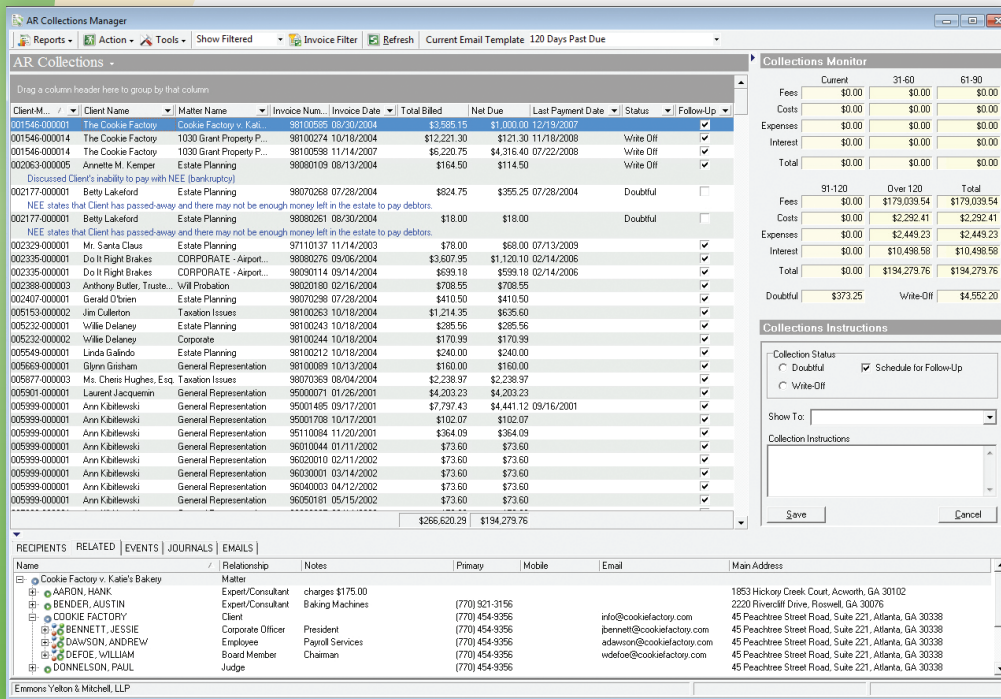 AR Collections Manager
Reports Action Tools Show Filtered Invoice Filter Refresh Current Email Template 120 Days Past Due
AR Collections
Drag a column header here to group by that column
Client-M... Client Name Matter Name Invoice Num... Invoice Date Total Billed Net Due Last Payment Date Status Follow-Up
001546-000001 The Cookie Factory Cookie Factory v. Kati... 98100585 08/30/2004 $3,585.15 $1,000.00 12/19/2007
001546-000014 The Cookie Factory 1030 Grant Property P... 98100274 10/18/2004 $12,221.30 $121.30 11/18/2008 Write Off
001546-000014 The Cookie Factory 1030 Grant Property P... 98100598 11/14/2007 $6,220.75 $4,316.40 07/22/2008 Write Off
002063-000005 Annette M. Kemper Estate Planning 98080109 08/13/2004 $164.50 $114.50 Write Off
Discussed Client's inability to pay with NEE (bankruptcy)
002177-000001 Betty Lakeford Estate Planning 98070268 07/28/2004 $824.75 $355.25 07/28/2004 Doubtful
NEE states that Client has passed-away and there may not be enough money left in the estate to pay debtors.
002177-000001 Betty Lakeford Estate Planning 98080261 08/30/2004 $18.00 $18.00 Doubtful
NEE states that Client has passed-away and there may not be enough money left in the estate to pay debtors.
002329-000001 Mr. Santa Claus Estate Planning 97110137 11/14/2003 $78.00 $68.00 07/13/2009
002335-000001 Do It Right Brakes CORPORATE - Airport... 98080276 09/06/2004 $3,607.95 $1,120.10 02/14/2006
002335-000001 Do It Right Brakes CORPORATE - Airport... 98090114 09/14/2004 $699.18 $599.18 02/14/2006
002388-000003 Anthony Butler, Truste... Will Probation 98020180 02/16/2004 $708.55 $708.55
002407-000001 Gerald O'brien Estate Planning 98070298 07/28/2004 $410.50 $410.50
005153-000002 Jim Cullerton Taxation Issues 98100263 10/18/2004 $1,214.35 $635.60
005232-000001 Willie Delaney Estate Planning 98100243 10/18/2004 $285.56 $285.56
005232-000002 Willie Delaney Corporate 98100244 10/18/2004 $170.99 $170.99
005549-000001 Linda Galindo Estate Planning 98100212 10/18/2004 $240.00 $240.00
005669-000001 Glynn Grisham General Representation 98100089 10/13/2004 $160.00 $160.00
005877-000003 Ms. Cheris Hughes, Esq. Taxation Issues 98070369 08/04/2004 $2,238.97 $2,238.97
005901-000001 Laurent Jacquemin General Representation 95000071 01/26/2001 $4,203.23 $4,203.23
005999-000001 Ann Kibitlewski General Representation 95001485 09/17/2001 $7,797.43 $4,441.12 09/16/2001
005999-000001 Ann Kibitlewski General Representation 95001708 10/17/2001 $102.07 $102.07
005999-000001 Ann Kibitlewski General Representation 95110084 11/20/2001 $364.09 $364.09
005999-000001 Ann Kibitlewski General Representation 96010044 01/11/2002 $73.60 $73.60
005999-000001 Ann Kibitlewski General Representation 96020010 02/11/2002 $73.60 $73.60
005999-000001 Ann Kibitlewski General Representation 96030001 03/14/2002 $73.60 $73.60
005999-000001 Ann Kibitlewski General Representation 96040003 04/12/2002 $73.60 $73.60
005999-000001 Ann Kibitlewski General Representation 96050181 05/15/2002 $73.60 $73.60
$266,620.29 $194,279.76
Collections Monitor
Current 31-60 61-90
Fees $0.00 $0.00 $0.00
Costs $0.00 $0.00 $0.00
Expenses $0.00 $0.00 $0.00
Interest $0.00 $0.00 $0.00
Total $0.00 $0.00 $0.00
91-120 Over 120 Total
Fees $0.00 $179,039.54 $179,039.54
Costs $0.00 $2,292.41 $2,292.41
Expenses $0.00 $2,449.23 $2,449.23
Interest $0.00 $10,498.58 $10,498.58
Total $0.00 $194,279.76 $194,279.76
Doubtful $373.25 Write-Off $4,552.20
Collections Instructions
Collection Status
Doubtful Schedule for Follow-Up
Write-Off
Show To:
Collection Instructions
Save Cancel
RECIPIENTS RELATED EVENTS JOURNALS EMAILS
Name Relationship Notes Primary Mobile Email Main Address
Cookie Factory v. Katie's Bakery Matter
AARON, HANK Expert/Consultant charges $175.00 1853 Hickory Creek Court, Acworth, GA 30102
BENDER, AUSTIN Expert/Consultant Baking Machines (770) 921-3156 2220 Rivercliff Drive, Roswell, GA 30076
COOKIE FACTORY Client (770) 454-9356 info@cookiefactory.com 45 Peachtree Street Road, Suite 221, Atlanta, GA 30338
BENNETT, JESSIE Corporate Officer President (770) 454-9356 jbennett@cookiefactory.com 45 Peachtree Street Road, Suite 221, Atlanta, GA 30338
DAWSON, ANDREW Employee Payroll Services (770) 454-9356 adawson@cookiefactory.com 45 Peachtree Street Road, Suite 221, Atlanta, GA 30338
DEFOE, WILLIAM Board Member Chairman (770) 454-9356 wdefoe@cookiefactory.com 45 Peachtree Street Road, Suite 221, Atlanta, GA 30338
DONNELSON, PAUL Judge (770) 454-9356 45 Peachtree Street Road, Suite 221, Atlanta, GA 30338
Emmons Yelton & Mitchell, LLP